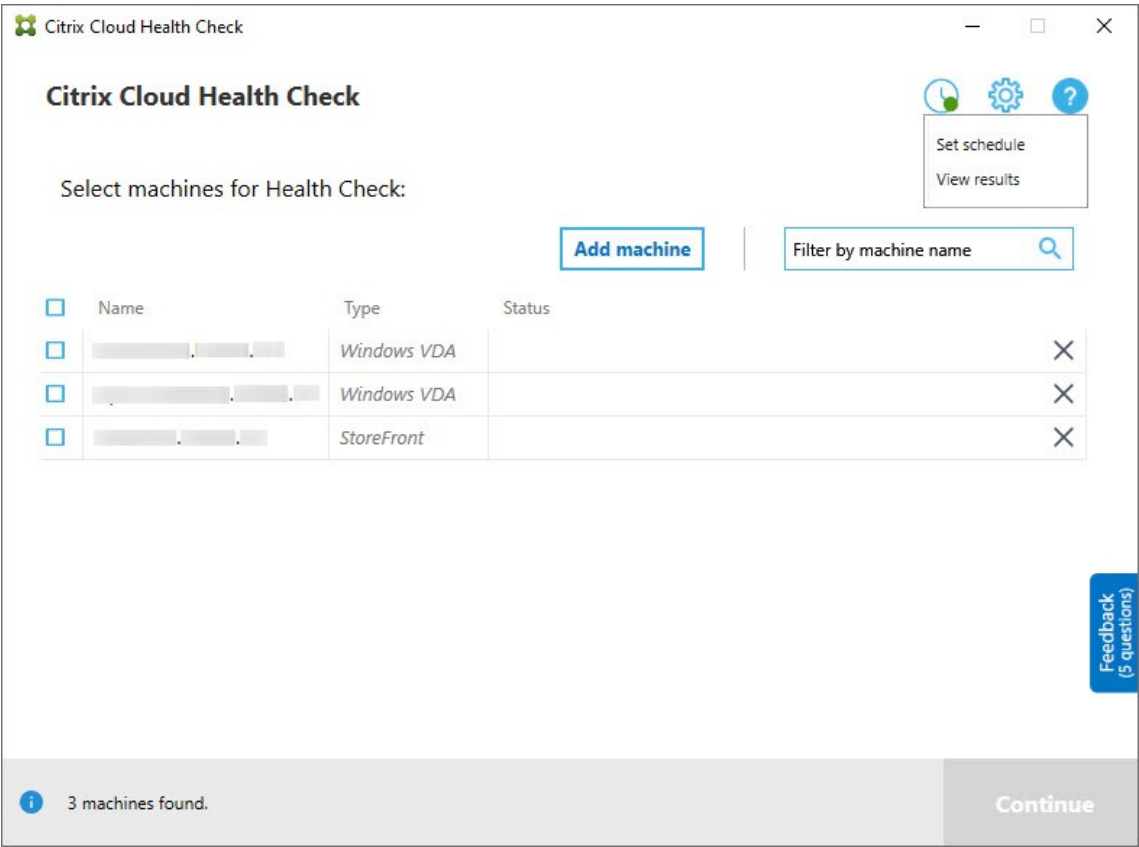 Citrix Cloud Health Check
Citrix Cloud Health Check
?
Set schedule
View results
Select machines for Health Check:
Add machine
Filter by machine name
Name Type Status
Windows VDA
Windows VDA
StoreFront
Feedback
(5 questions)
3 machines found.
Continue